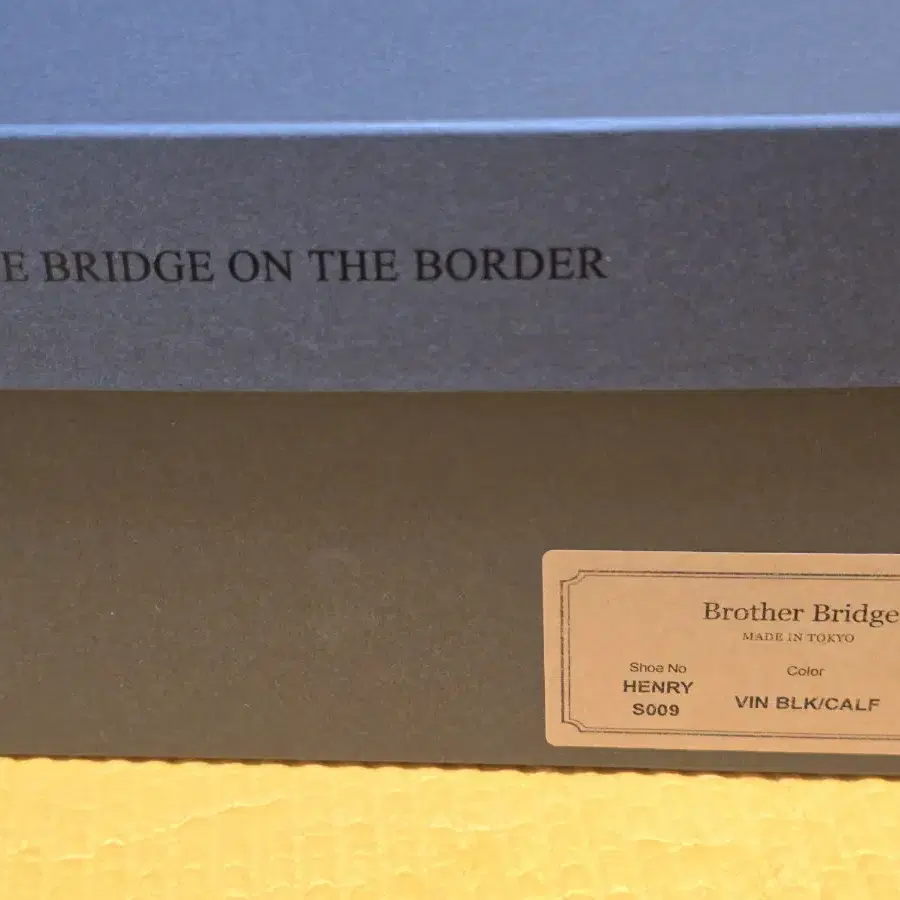 E BRIDGE ON THE BORDER
Brother Bridge
MADE IN TOKYO
Shoe No
Color
HENRY
S009
VIN BLK/CALF